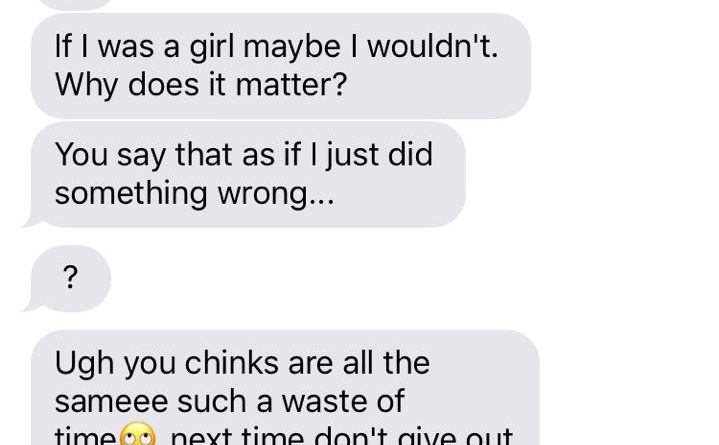 If I was a girl maybe I wouldn't.
Why does it matter?
You say that as if I just did
something wrong...
?
Ugh you chinks are all the
sameee such a waste of
time🙄 next time don't give out